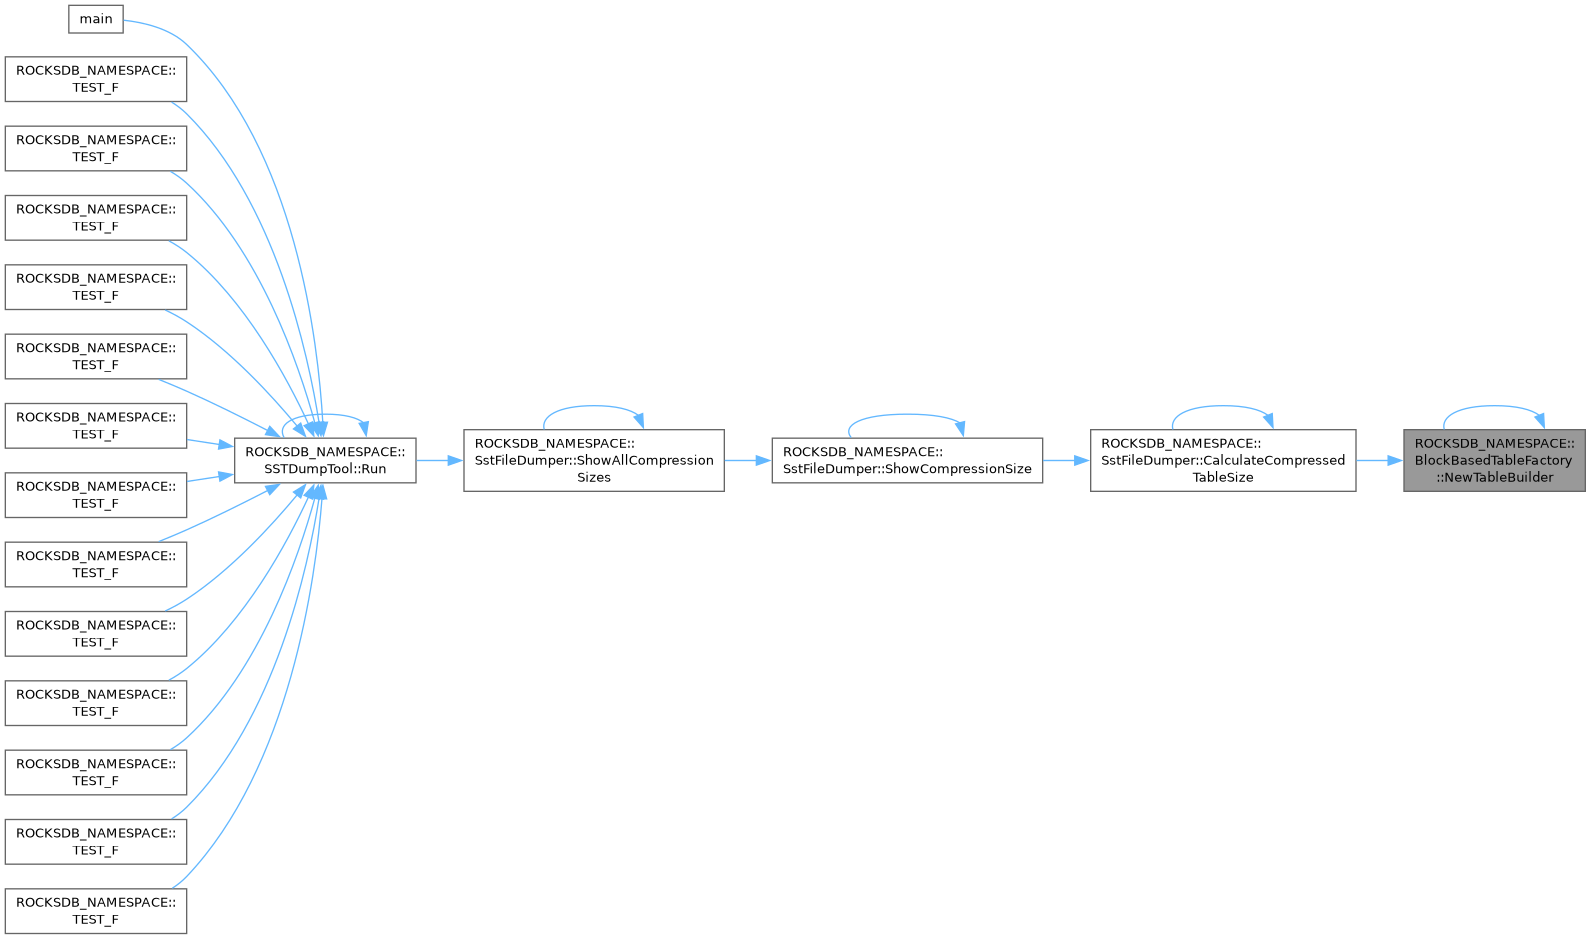 main
ROCKSDB_NAMESPACE::
TEST_F
ROCKSDB_NAMESPACE::
TEST_F
ROCKSDB_NAMESPACE::
TEST_F
ROCKSDB_NAMESPACE::
TEST_F
ROCKSDB_NAMESPACE::
TEST_F
ROCKSDB_NAMESPACE::
TEST_F
ROCKSDB_NAMESPACE::
TEST_F
ROCKSDB_NAMESPACE::
TEST_F
ROCKSDB_NAMESPACE::
TEST_F
ROCKSDB_NAMESPACE::
TEST_F
ROCKSDB_NAMESPACE::
TEST_F
ROCKSDB_NAMESPACE::
TEST_F
ROCKSDB_NAMESPACE::
TEST_F
ROCKSDB_NAMESPACE::
SSTDumpTool::Run
ROCKSDB_NAMESPACE::
SstFileDumper::ShowAllCompression
Sizes
ROCKSDB_NAMESPACE::
SstFileDumper::ShowCompressionSize
ROCKSDB_NAMESPACE::
SstFileDumper::CalculateCompressed
TableSize
ROCKSDB_NAMESPACE::
BlockBasedTableFactory
::NewTableBuilder